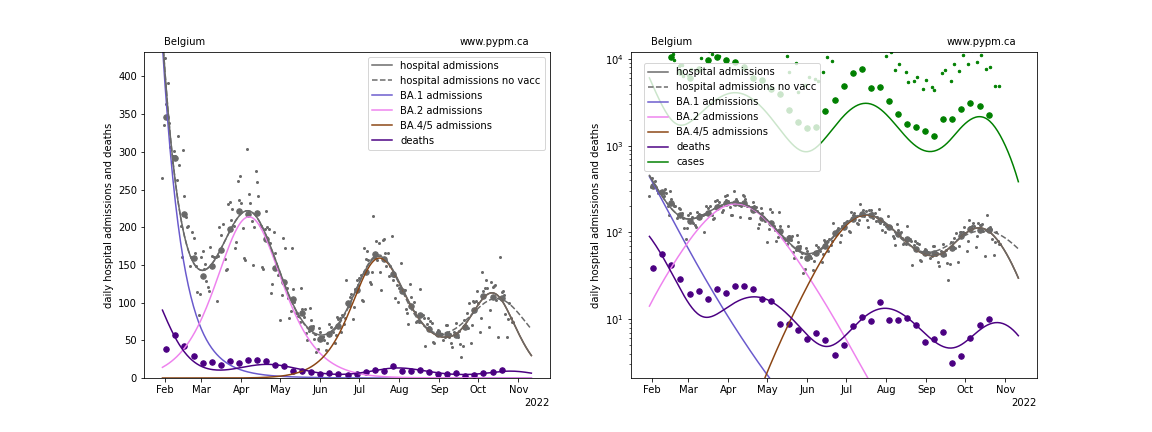 Belgium www.pypm.ca
daily hospital admissions and deaths
400
350
300
250
200
150
100
50
0
hospital admissions
hospital admissions no vacc
BA.1 admissions
BA.2 admissions
BA.4/5 admissions
deaths
Feb Mar Apr May Jun Jul Aug Sep Oct Nov
2022
Belgium www.pypm.ca
daily hospital admissions and deaths
10⁴
10³
10²
10¹
hospital admissions
hospital admissions no vacc
BA.1 admissions
BA.2 admissions
BA.4/5 admissions
deaths
cases
Feb Mar Apr May Jun Jul Aug Sep Oct Nov
2022